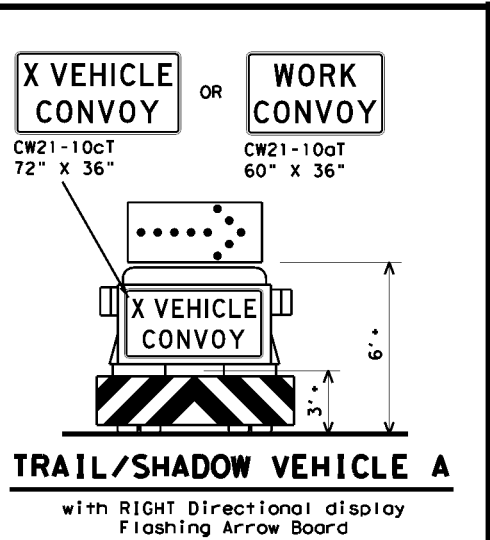 X VEHICLE
CONVOY
OR
WORK
CONVOY
CW21-10cT
72" X 36"
CW21-10aT
60" X 36"
X VEHICLE
CONVOY
6' +
3' +
TRAIL/SHADOW VEHICLE A
with RIGHT Directional display
Flashing Arrow Board